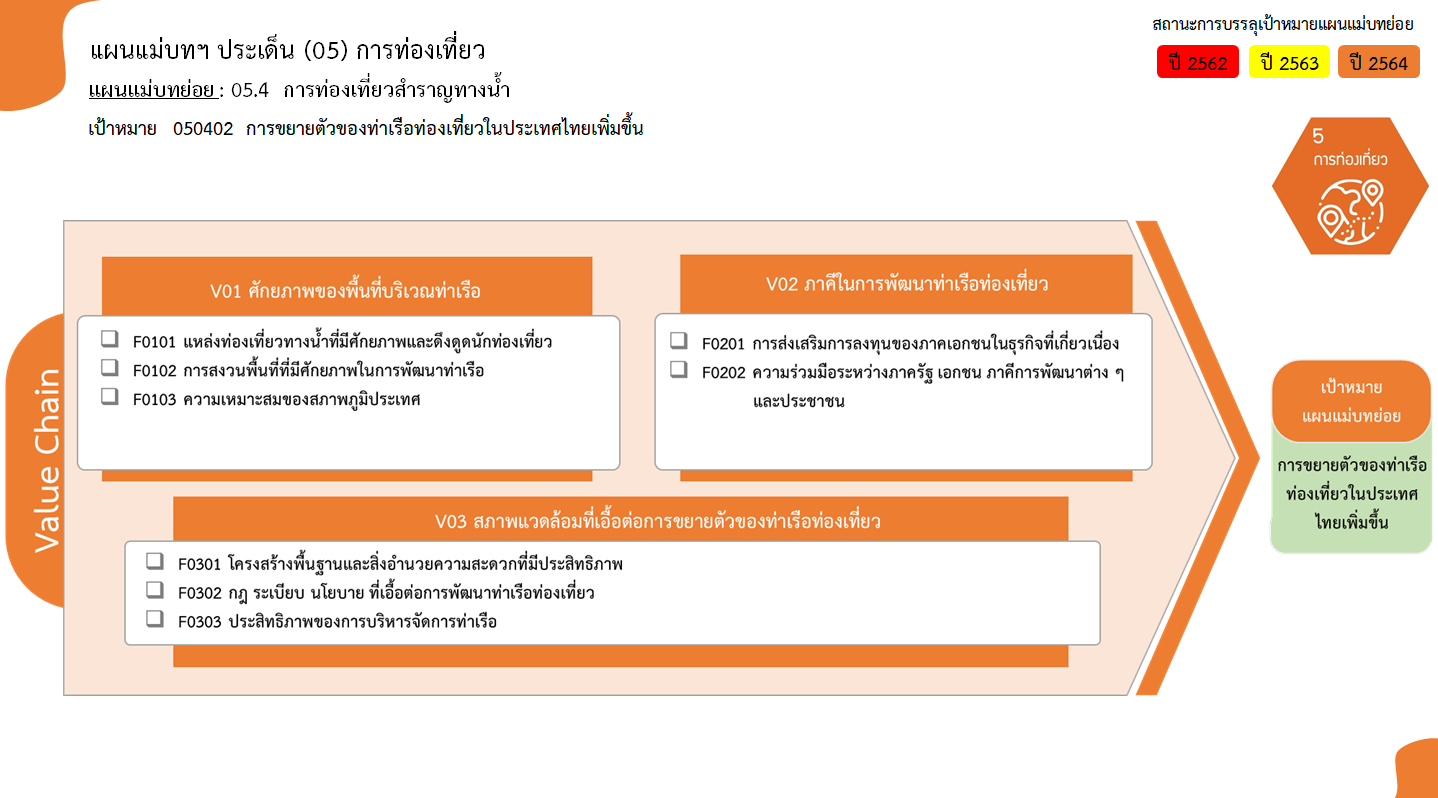 สถานะการบรรลุเป้าหมายแผนแม่บทย่อย
ปี 2562 ปี 2563 ปี 2564
แผนแม่บทฯ ประเด็น (05) การท่องเที่ยว
แผนแม่บทย่อย : 05.4 การท่องเที่ยวสำราญทางน้ำ
เป้าหมาย 050402 การขยายตัวของท่าเรือท่องเที่ยวในประเทศไทยเพิ่มขึ้น
5
การท่องเที่ยว
Value Chain
V01 ศักยภาพของพื้นที่บริเวณท่าเรือ
F0101 แหล่งท่องเที่ยวทางน้ำที่มีศักยภาพและดึงดูดนักท่องเที่ยว
F0102 การสงวนพื้นที่ที่มีศักยภาพในการพัฒนาท่าเรือ
F0103 ความเหมาะสมของสภาพภูมิประเทศ
V02 ภาคีในการพัฒนาท่าเรือท่องเที่ยว
F0201 การส่งเสริมการลงทุนของภาคเอกชนในธุรกิจที่เกี่ยวเนื่อง
F0202 ความร่วมมือระหว่างภาครัฐ เอกชน ภาคีการพัฒนาต่าง ๆ
และประชาชน
V03 สภาพแวดล้อมที่เอื้อต่อการขยายตัวของท่าเรือท่องเที่ยว
F0301 โครงสร้างพื้นฐานและสิ่งอำนวยความสะดวกที่มีประสิทธิภาพ
F0302 กฎ ระเบียบ นโยบาย ที่เอื้อต่อการพัฒนาท่าเรือท่องเที่ยว
F0303 ประสิทธิภาพของการบริหารจัดการท่าเรือ
เป้าหมาย
แผนแม่บทย่อย
การขยายตัวของท่าเรือ
ท่องเที่ยวในประเทศ
ไทยเพิ่มขึ้น